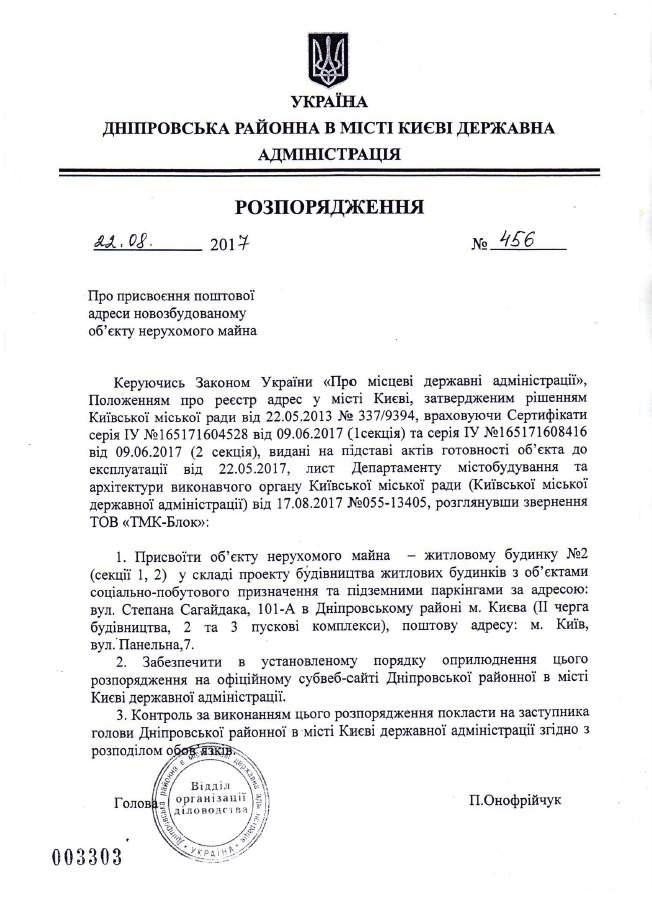 УКРАЇНА
ДНІПРОВСЬКА РАЙОННА В МІСТІ КИЄВІ ДЕРЖАВНА
АДМІНІСТРАЦІЯ
РОЗПОРЯДЖЕННЯ
22.08. 2017 № 456
Про присвоєння поштової
адреси новозбудованому
об’єкту нерухомого майна
Керуючись Законом України «Про місцеві державні адміністрації»,
Положенням про реєстр адрес у місті Києві, затвердженим рішенням
Київської міської ради від 22.05.2013 № 337/9394, враховуючи Сертифікати
серія ІУ №165171604528 від 09.06.2017 (1секція) та серія ІУ №165171608416
від 09.06.2017 (2 секція), видані на підставі актів готовності об’єкта до
експлуатації від 22.05.2017, лист Департаменту містобудування та
архітектури виконавчого органу Київської міської ради (Київської міської
державної адміністрації) від 17.08.2017 №055-13405, розглянувши звернення
ТОВ «ТМК-Блок»:
1. Присвоїти об’єкту нерухомого майна – житловому будинку №2
(секції 1, 2) у складі проекту будівництва житлових будинків з об’єктами
соціально-побутового призначення та підземними паркінгами за адресою:
вул. Степана Сагайдака, 101-А в Дніпровському районі м. Києва (ІІ черга
будівництва, 2 та 3 пускові комплекси), поштову адресу: м. Київ,
вул. Панельна,7.
2. Забезпечити в установленому порядку оприлюднення цього
розпорядження на офіційному субвеб-сайті Дніпровської районної в місті
Києві державної адміністрації.
3. Контроль за виконанням цього розпорядження покласти на заступника
голови Дніпровської районної в місті Києві державної адміністрації згідно з
розподілом обов’язків.
Голова П.Онофрійчук
Відділ
організації
діловодства
УКРАЇНА
003303